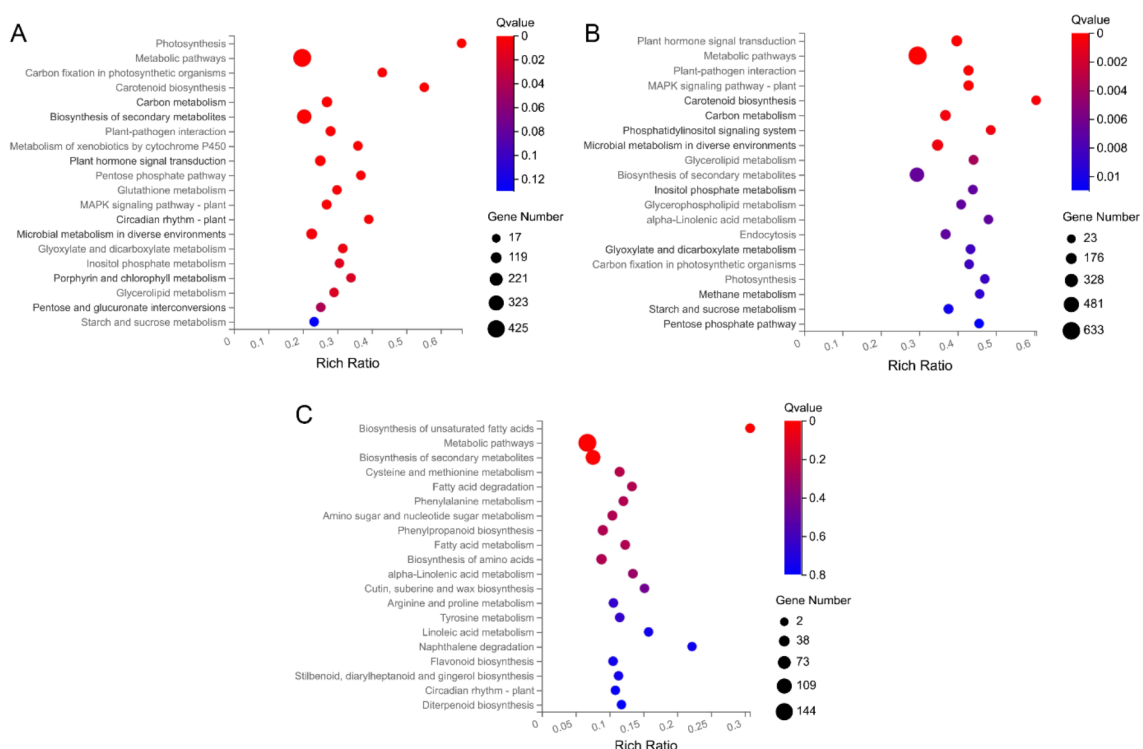 A
Photosynthesis
Metabolic pathways
Carbon fixation in photosynthetic organisms
Carotenoid biosynthesis
Carbon metabolism
Biosynthesis of secondary metabolites
Plant-pathogen interaction
Metabolism of xenobiotics by cytochrome P450
Plant hormone signal transduction
Pentose phosphate pathway
Glutathione metabolism
MAPK signaling pathway - plant
Circadian rhythm - plant
Microbial metabolism in diverse environments
Glyoxylate and dicarboxylate metabolism
Inositol phosphate metabolism
Porphyrin and chlorophyll metabolism
Glycerolipid metabolism
Pentose and glucuronate interconversions
Starch and sucrose metabolism
0 0.1 0.2 0.3 0.4 0.5 0.6
Rich Ratio
Qvalue
0
0.02
0.04
0.06
0.08
0.10
0.12
Gene Number
17
119
221
323
425
B
Plant hormone signal transduction
Metabolic pathways
Plant-pathogen interaction
MAPK signaling pathway - plant
Carotenoid biosynthesis
Carbon metabolism
Phosphatidylinositol signaling system
Microbial metabolism in diverse environments
Glycerolipid metabolism
Biosynthesis of secondary metabolites
Inositol phosphate metabolism
Glycerophospholipid metabolism
alpha-Linolenic acid metabolism
Endocytosis
Glyoxylate and dicarboxylate metabolism
Carbon fixation in photosynthetic organisms
Photosynthesis
Methane metabolism
Starch and sucrose metabolism
Pentose phosphate pathway
0 0.1 0.2 0.3 0.4 0.5 0.6
Rich Ratio
Qvalue
0
0.002
0.004
0.006
0.008
0.01
Gene Number
23
176
328
481
633
C
Biosynthesis of unsaturated fatty acids
Metabolic pathways
Biosynthesis of secondary metabolites
Cysteine and methionine metabolism
Fatty acid degradation
Phenylalanine metabolism
Amino sugar and nucleotide sugar metabolism
Phenylpropanoid biosynthesis
Fatty acid metabolism
Biosynthesis of amino acids
alpha-Linolenic acid metabolism
Cutin, suberine and wax biosynthesis
Arginine and proline metabolism
Tyrosine metabolism
Linoleic acid metabolism
Naphthalene degradation
Flavonoid biosynthesis
Stilbenoid, diarylheptanoid and gingerol biosynthesis
Circadian rhythm - plant
Diterpenoid biosynthesis
0 0.05 0.1 0.15 0.2 0.25 0.3
Rich Ratio
Qvalue
0
0.2
0.4
0.6
0.8
Gene Number
2
38
73
109
144